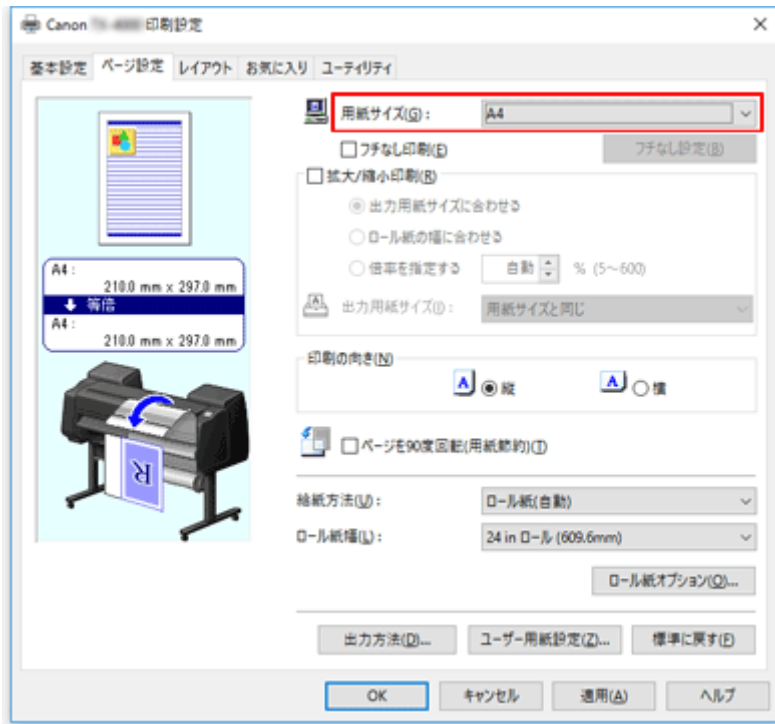 Canon 印刷設定
基本設定 ページ設定 レイアウト お気に入り ユーティリティ
用紙サイズ(G): A4
フチなし印刷(E) フチなし設定(B)
拡大/縮小印刷(R)
出力用紙サイズに合わせる
ロール紙の幅に合わせる
倍率を指定する 自動 % (5～600)
A 出力用紙サイズ(I): 用紙サイズと同じ
A4 :
210.0 mm x 297.0 mm
等倍
A4 :
210.0 mm x 297.0 mm
R
印刷の向き(N)
A 縦 A 横
ページを90度回転(用紙節約)(T)
給紙方法(U): ロール紙(自動)
ロール紙幅(L): 24 in ロール (609.6mm)
ロール紙オプション(O)...
出力方法(D)... ユーザー用紙設定(Z)... 標準に戻す(F)
OK キャンセル 適用(A) ヘルプ